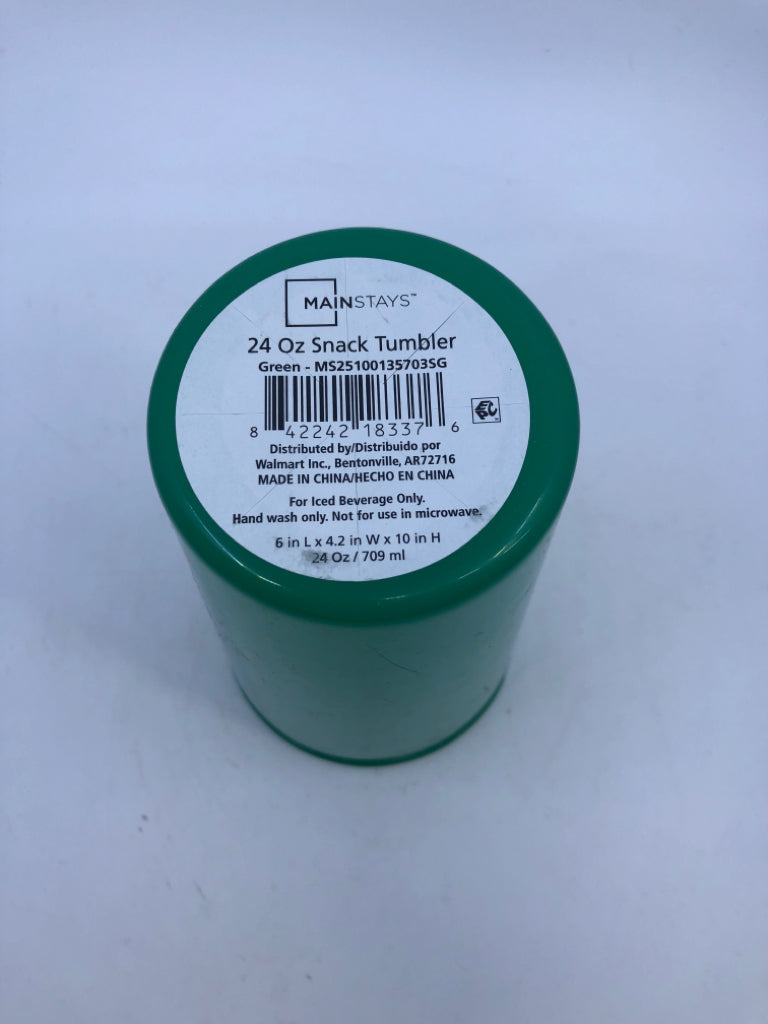 MAINSTAYS™
24 Oz Snack Tumbler
Green - MS25100135703SG
8 42242 18337 6
Distributed by/Distribuido por
Walmart Inc., Bentonville, AR72716
MADE IN CHINA/HECHO EN CHINA
For Iced Beverage Only.
Hand wash only. Not for use in microwave.
6 in L x 4.2 in W x 10 in H
24 Oz / 709 ml